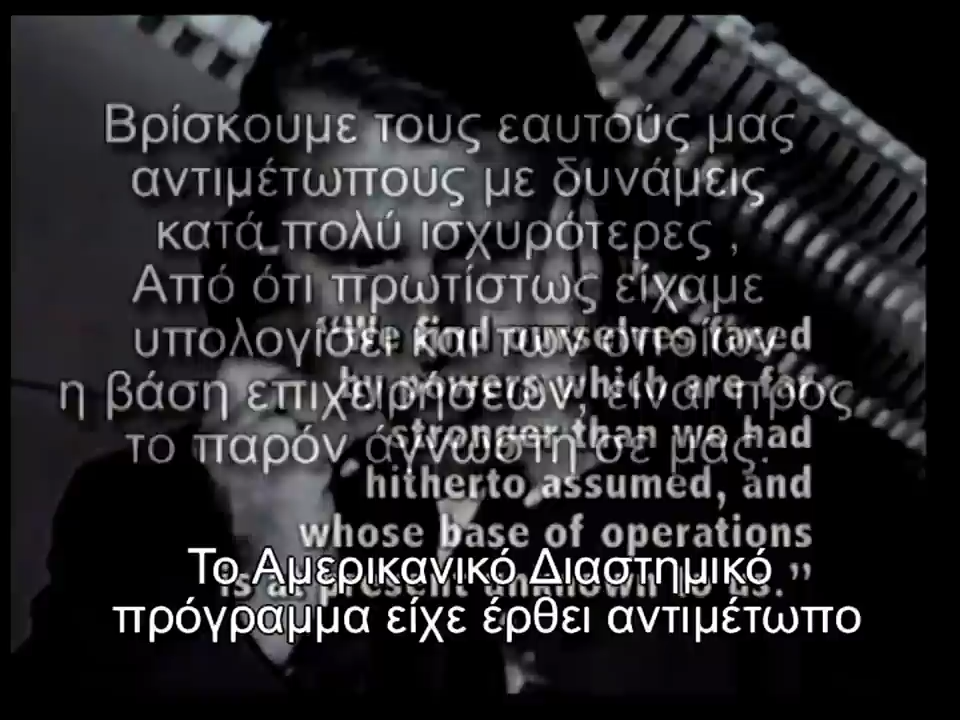 Βρίσκουμε τους εαυτούς μας
αντιμέτωπους με δυνάμεις
κατά πολύ ισχυρότερες ,
Από ότι πρωτίστως είχαμε
υπολογίσει και των οποίων
η βάση επιχειρήσεων, είναι προς
το παρόν άγνωστη σε μας.
“We find ourselves faced
by powers which are far
stronger than we had
hitherto assumed, and
whose base of operations
is at present unknown to us.”
Το Αμερικανικό Διαστημικό
πρόγραμμα είχε έρθει αντιμέτωπο